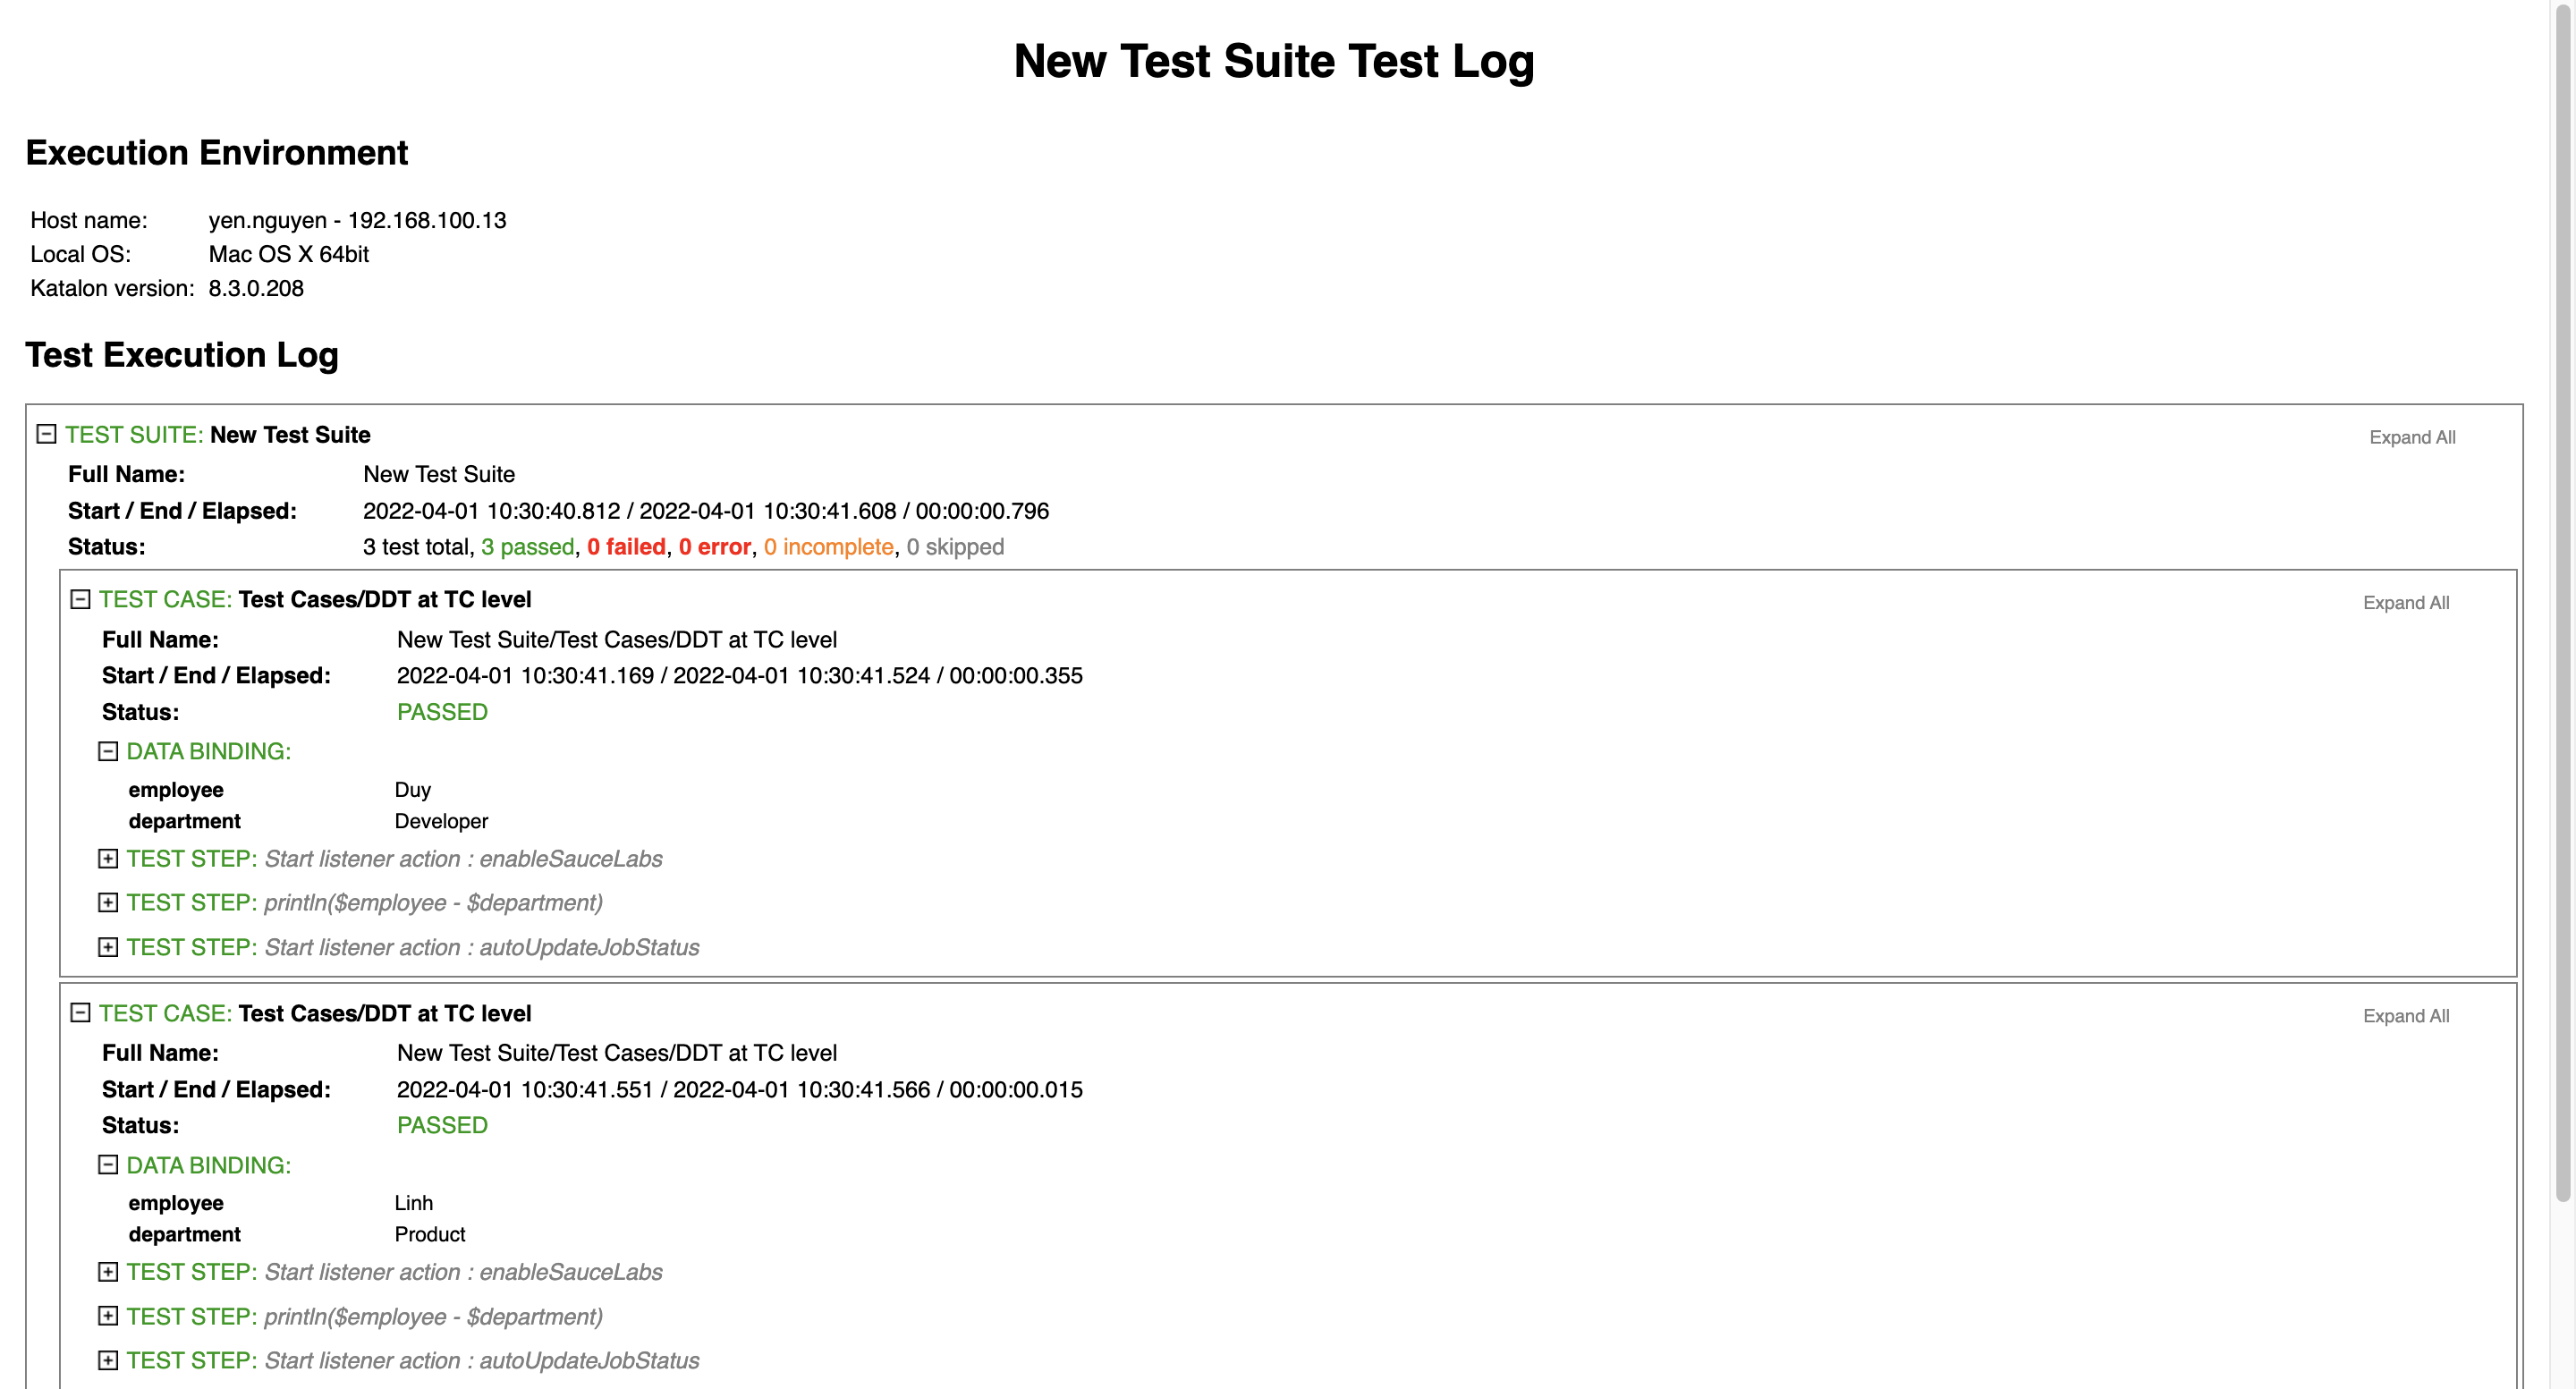 New Test Suite Test Log
Execution Environment
Host name: yen.nguyen - 192.168.100.13
Local OS: Mac OS X 64bit
Katalon version: 8.3.0.208
Test Execution Log
TEST SUITE: New Test Suite Expand All
Full Name: New Test Suite
Start / End / Elapsed: 2022-04-01 10:30:40.812 / 2022-04-01 10:30:41.608 / 00:00:00.796
Status: 3 test total, 3 passed, 0 failed, 0 error, 0 incomplete, 0 skipped
TEST CASE: Test Cases/DDT at TC level Expand All
Full Name: New Test Suite/Test Cases/DDT at TC level
Start / End / Elapsed: 2022-04-01 10:30:41.169 / 2022-04-01 10:30:41.524 / 00:00:00.355
Status: PASSED
DATA BINDING:
employee Duy
department Developer
TEST STEP: Start listener action : enableSauceLabs
TEST STEP: println($employee - $department)
TEST STEP: Start listener action : autoUpdateJobStatus
TEST CASE: Test Cases/DDT at TC level Expand All
Full Name: New Test Suite/Test Cases/DDT at TC level
Start / End / Elapsed: 2022-04-01 10:30:41.551 / 2022-04-01 10:30:41.566 / 00:00:00.015
Status: PASSED
DATA BINDING:
employee Linh
department Product
TEST STEP: Start listener action : enableSauceLabs
TEST STEP: println($employee - $department)
TEST STEP: Start listener action : autoUpdateJobStatus